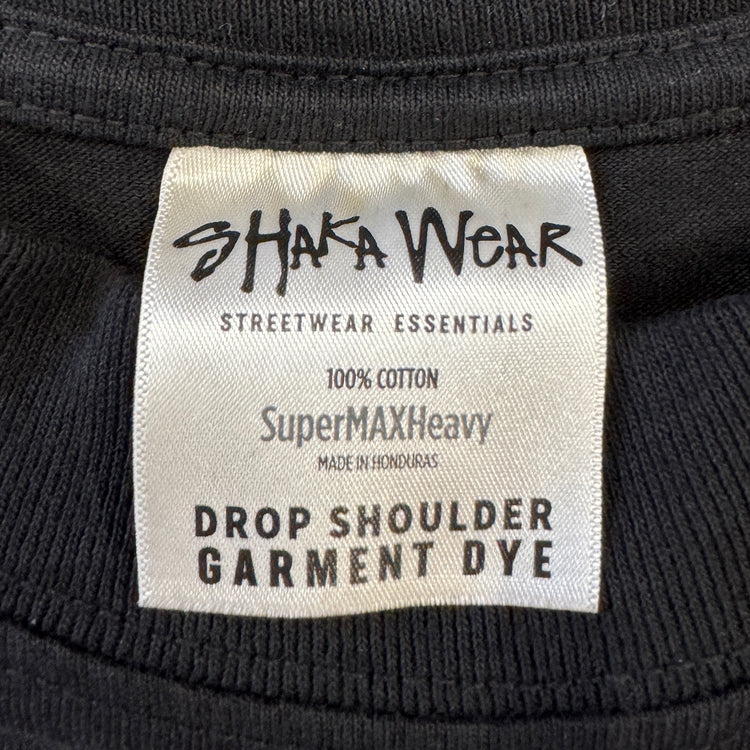 SHAKA WEAR
STREETWEAR ESSENTIALS
100% COTTON
SuperMAXHeavy
MADE IN HONDURAS
DROP SHOULDER
GARMENT DYE